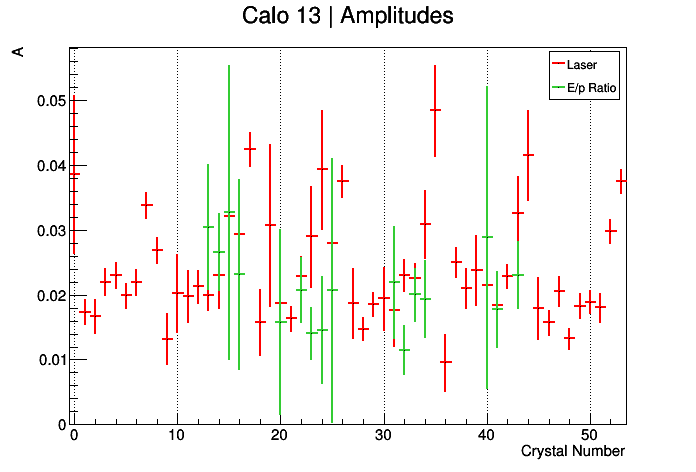 Calo 13 | Amplitudes
A
Laser
E/p Ratio
0.05
0.04
0.03
0.02
0.01
0
0 10 20 30 40 50
Crystal Number